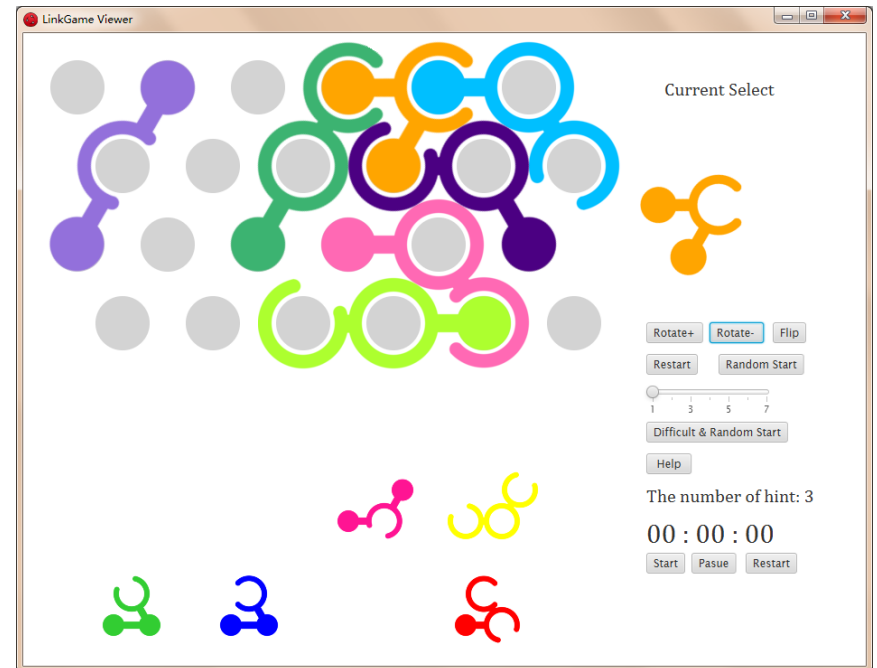 LinkGame Viewer
Current Select
Rotate+ Rotate- Flip
Restart Random Start
1 3 5 7
Difficult & Random Start
Help
The number of hint: 3
00 : 00 : 00
Start Pasue Restart